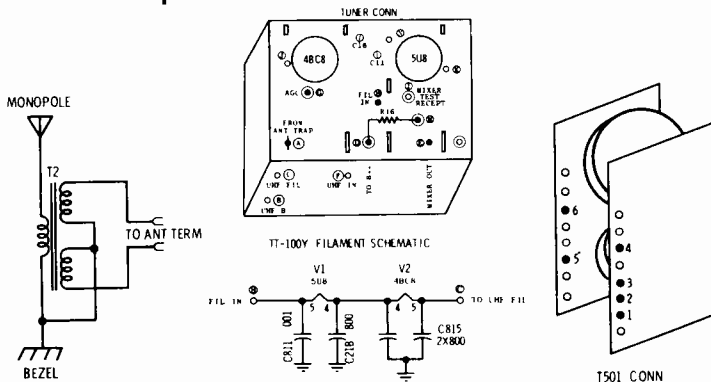 TUNER CONN
4BC8
5U8
C18
C11
AGC
FIL IN
MIXER TEST RECEPT
R16
FROM ANT TRAP
A
L
UHF FIL
UHF IN
B
UHF B
TO B++
MIXER OUT
MONOPOLE
T2
TO ANT TERM
BEZEL
TT-100Y FILAMENT SCHEMATIC
V1
5U8
V2
4BC8
FIL IN
TO UHF FIL
5 4
4 5
C811
001
C21B
800
C815
2X800
6
5
4
3
2
1
T501 CONN